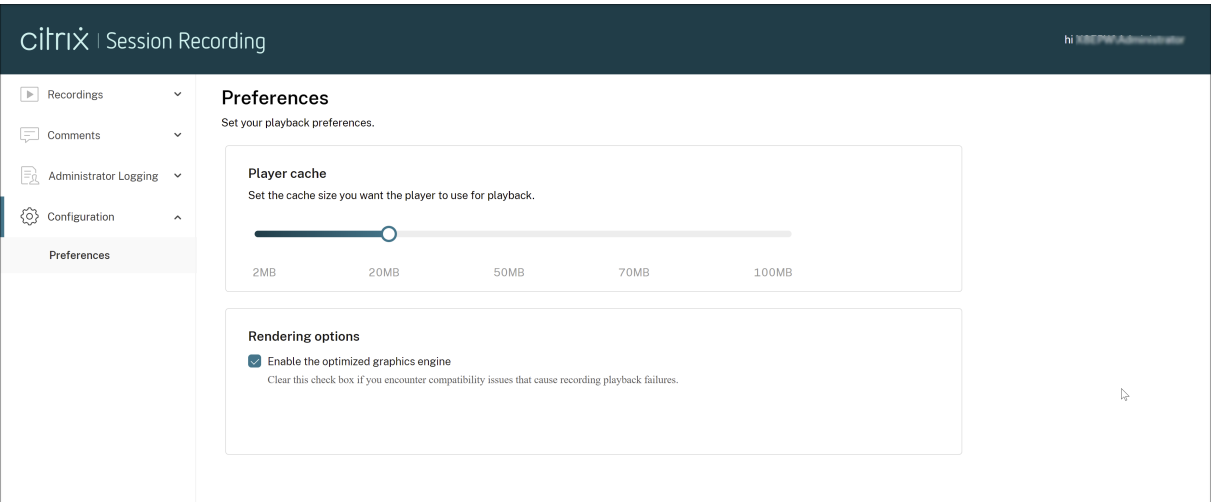 citrix | Session Recording
hi
Recordings
Comments
Administrator Logging
Configuration
Preferences
Preferences
Set your playback preferences.
Player cache
Set the cache size you want the player to use for playback.
2MB 20MB 50MB 70MB 100MB
Rendering options
Enable the optimized graphics engine
Clear this check box if you encounter compatibility issues that cause recording playback failures.